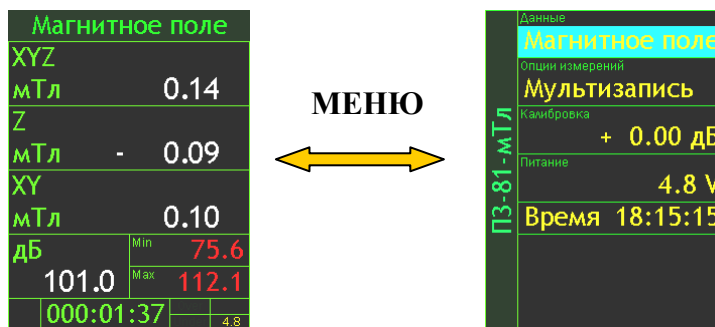 Магнитное поле
XYZ
мТл 0.14
Z
мТл - 0.09
XY
мТл 0.10
дБ Min 75.6
101.0 Max 112.1
000:01:37 4.8
МЕНЮ
П3-81-мТл
Данные
Магнитное поле
Опции измерений
Мультизапись
Калибровка
+ 0.00 дБ
Питание
4.8 V
Время 18:15:15